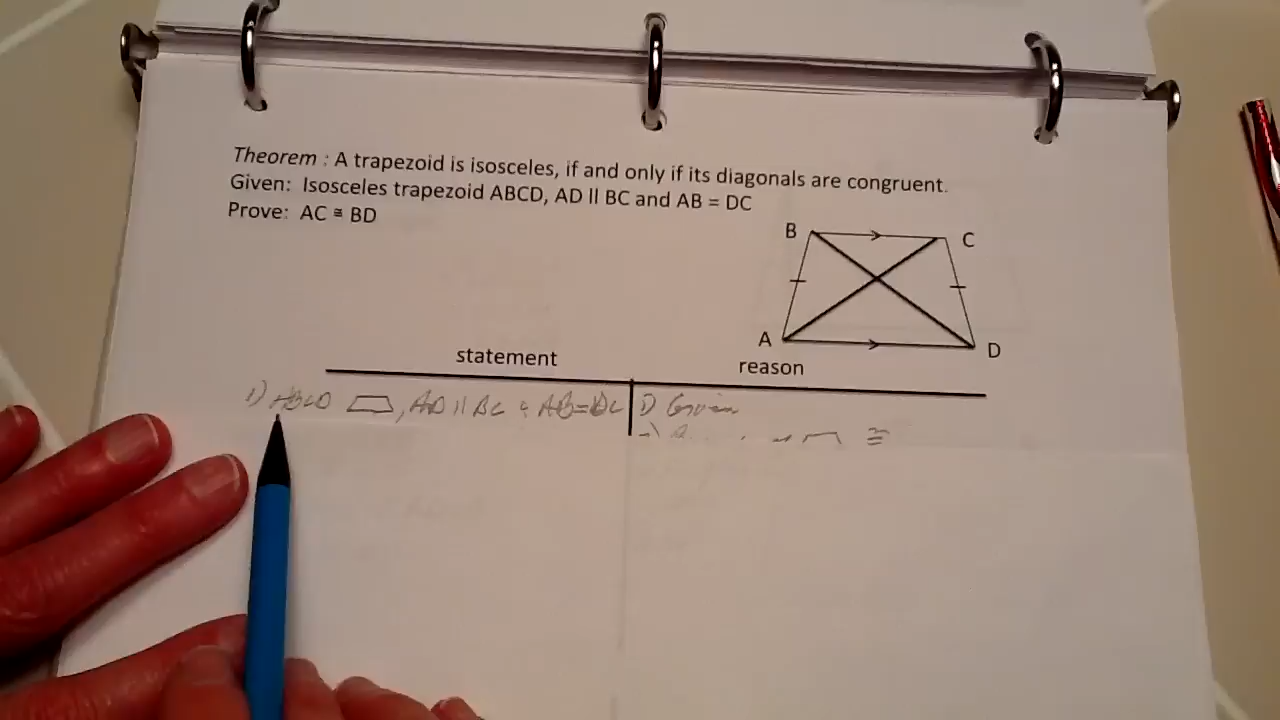 Theorem : A trapezoid is isosceles, if and only if its diagonals are congruent.
Given: Isosceles trapezoid ABCD, AD ll BC and AB = DC
Prove: AC ≅ BD
B
C
A
D
statement
reason
1) ABCD ▱, AD || BC & AB=DC
1) Given
≅